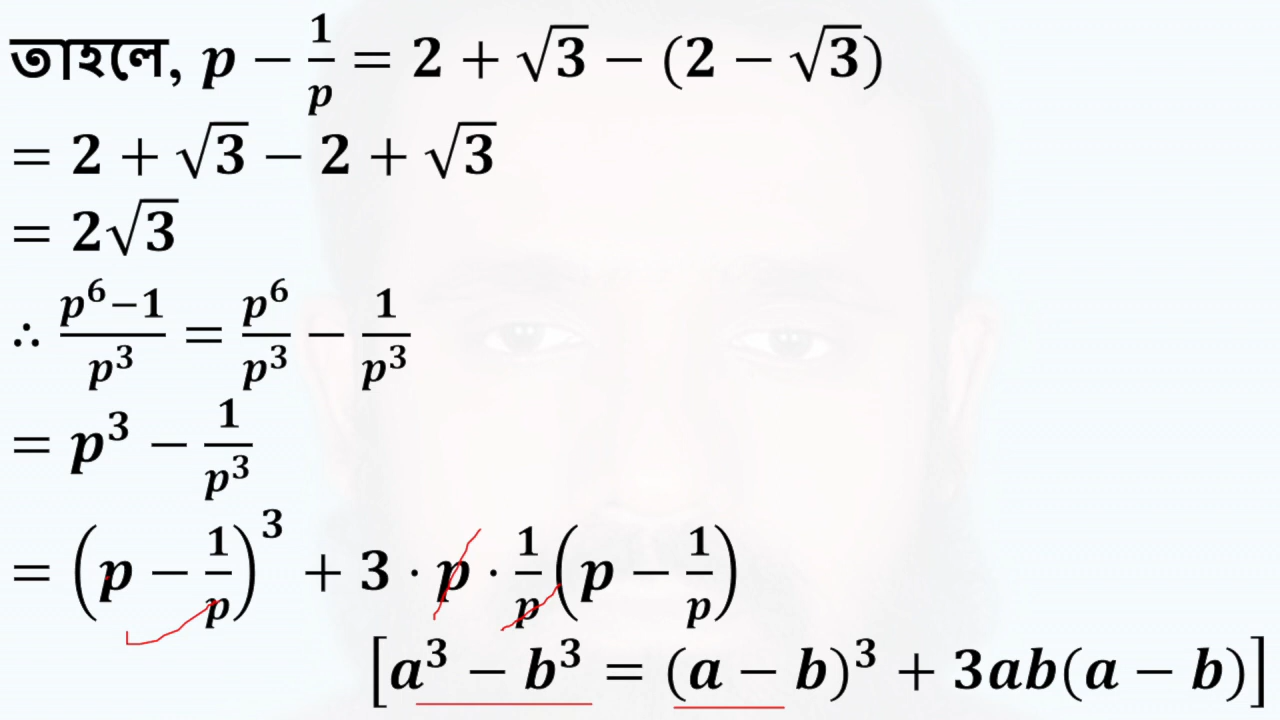 তাহলে, p − 1/p = 2 + √3 − (2 − √3)
= 2 + √3 − 2 + √3
= 2√3
∴ (p⁶−1)/p³ = p⁶/p³ − 1/p³
= p³ − 1/p³
= (p − 1/p)³ + 3 · p · 1/p (p − 1/p)
[a³ − b³ = (a − b)³ + 3ab(a − b)]